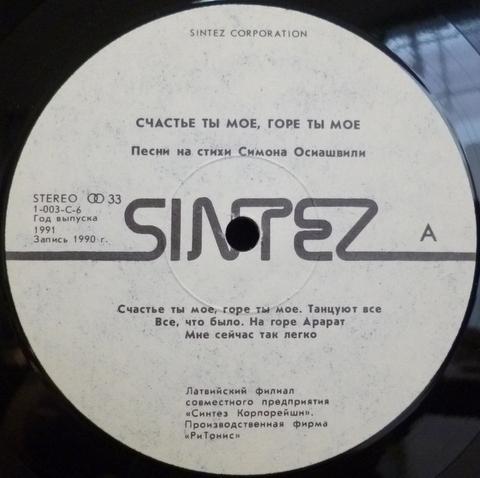 SINTEZ CORPORATION
СЧАСТЬЕ ТЫ МОЕ, ГОРЕ ТЫ МОЕ
Песни на стихи Симона Осиашвили
STEREO ꝏ 33
1-003-С-6
Год выпуска
1991
Запись 1990 г.
SINTEZ
A
Счастье ты мое, горе ты мое. Танцуют все
Все, что было. На горе Арарат
Мне сейчас так легко
Латвийский филиал
совместного предприятия
«Синтез Корпорейшн».
Производственная фирма
«РиТонис»